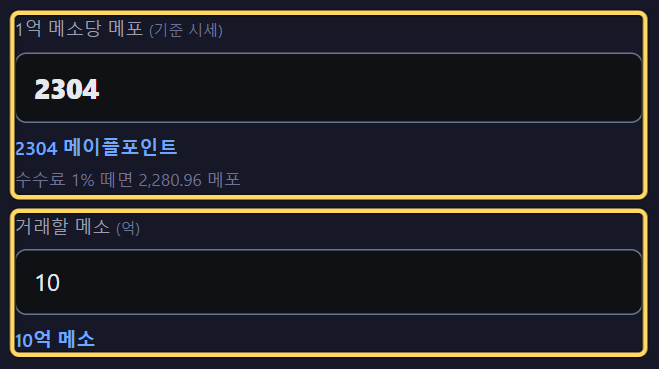 1억 메소당 메포 (기준 시세)
2304
2304 메이플포인트
수수료 1% 떼면 2,280.96 메포
거래할 메소 (억)
10
10억 메소